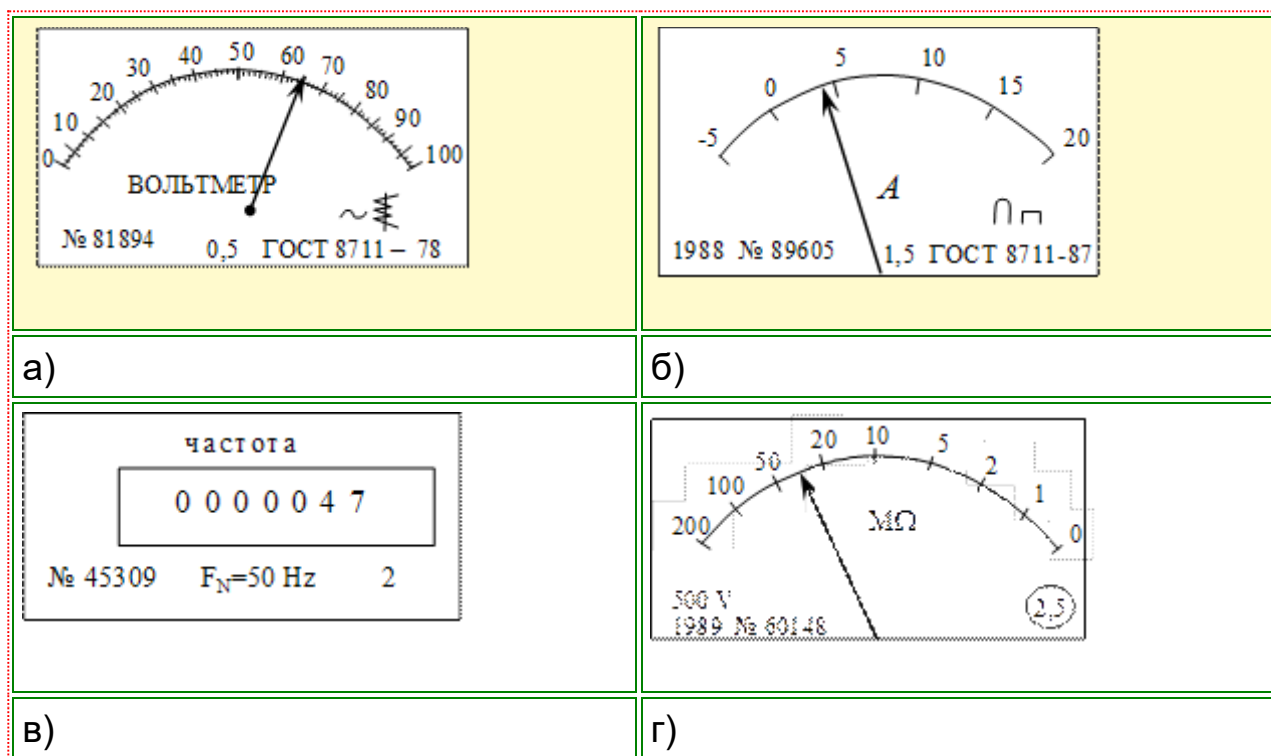 0 10 20 30 40 50 60 70 80 90 100
ВОЛЬТМЕТР
~
№ 81894 0,5 ГОСТ 8711 – 78
-5 0 5 10 15 20
A
1988 № 89605 1,5 ГОСТ 8711-87
а)
б)
частота
0 0 0 0 0 4 7
№ 45309 F_N=50 Hz 2
200 100 50 20 10 5 2 1 0
MΩ
500 V
1989 № 60148
2,5
в)
г)